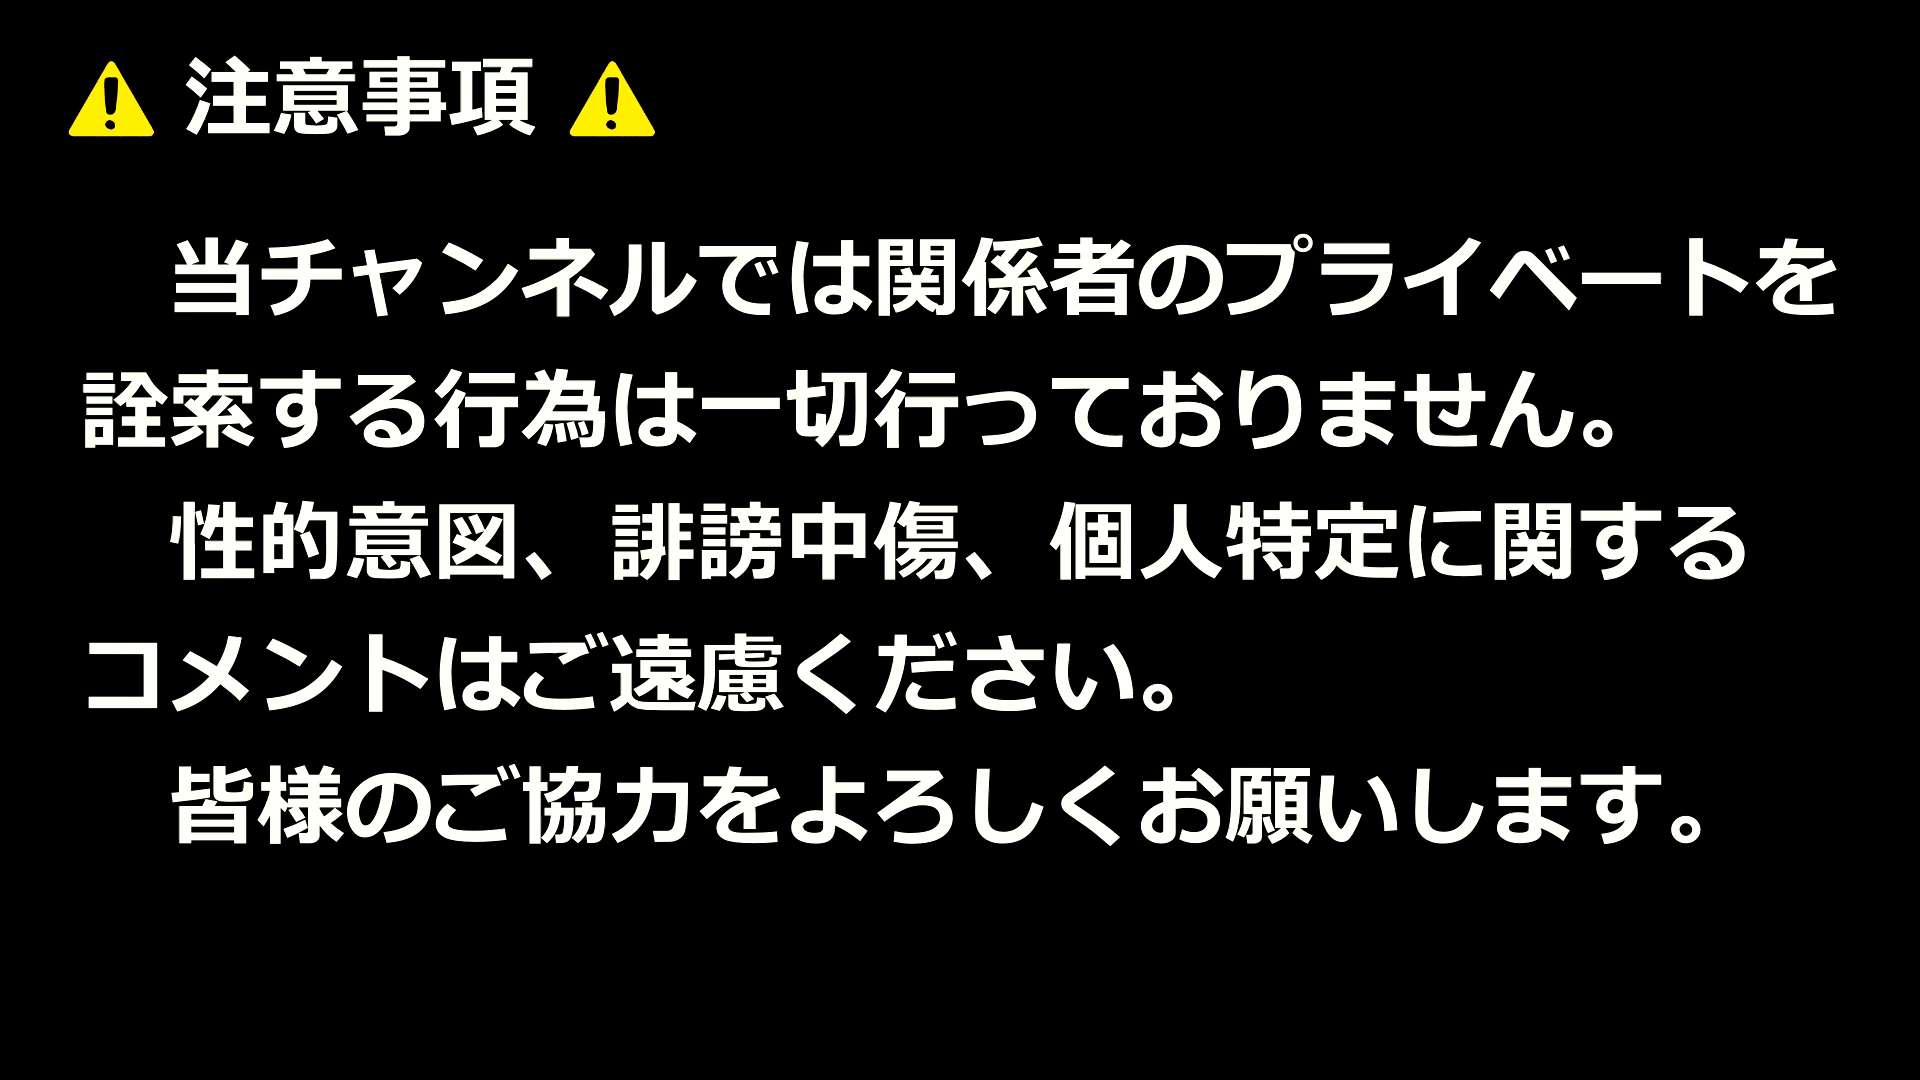 ⚠ 注意事項 ⚠
　当チャンネルでは関係者のプライベートを
詮索する行為は一切行っておりません。
　性的意図、誹謗中傷、個人特定に関する
コメントはご遠慮ください。
　皆様のご協力をよろしくお願いします。